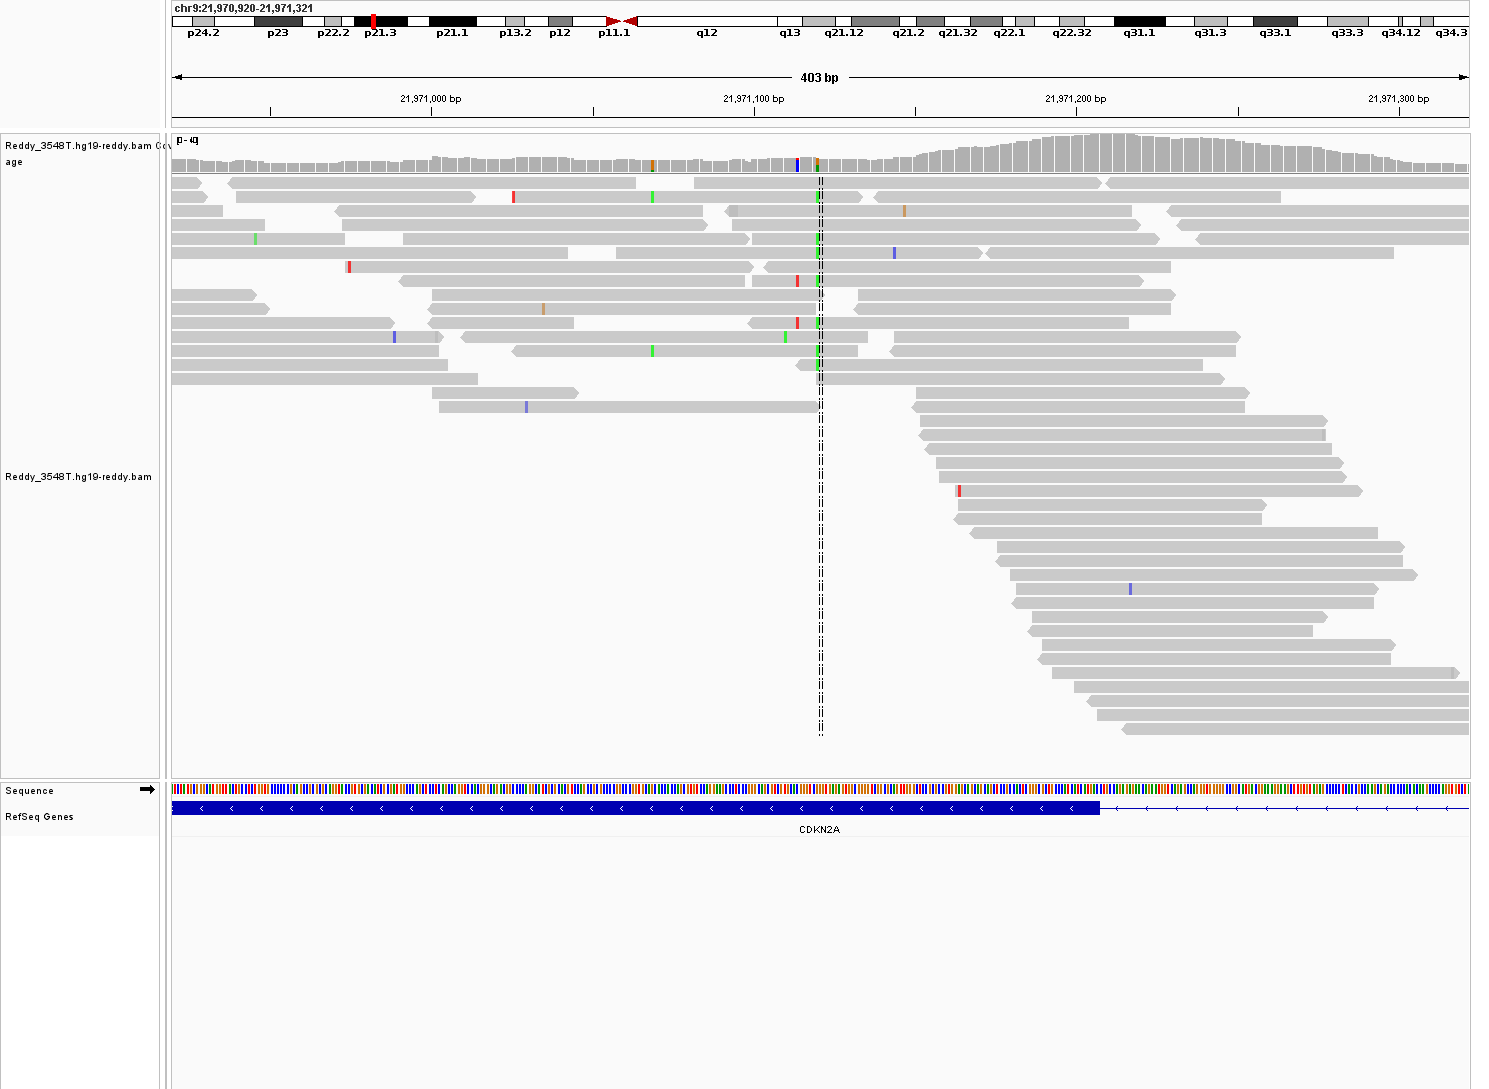 chr9:21,970,920-21,971,321
p24.2 p23 p22.2 p21.3 p21.1 p13.2 p12 p11.1 q12 q13 q21.12 q21.2 q21.32 q22.1 q22.32 q31.1 q31.3 q33.1 q33.3 q34.12 q34.3
403 bp
21,971,000 bp 21,971,100 bp 21,971,200 bp 21,971,300 bp
Reddy_3548T.hg19-reddy.bam Cov
age
Reddy_3548T.hg19-reddy.bam
Sequence
RefSeq Genes
CDKN2A